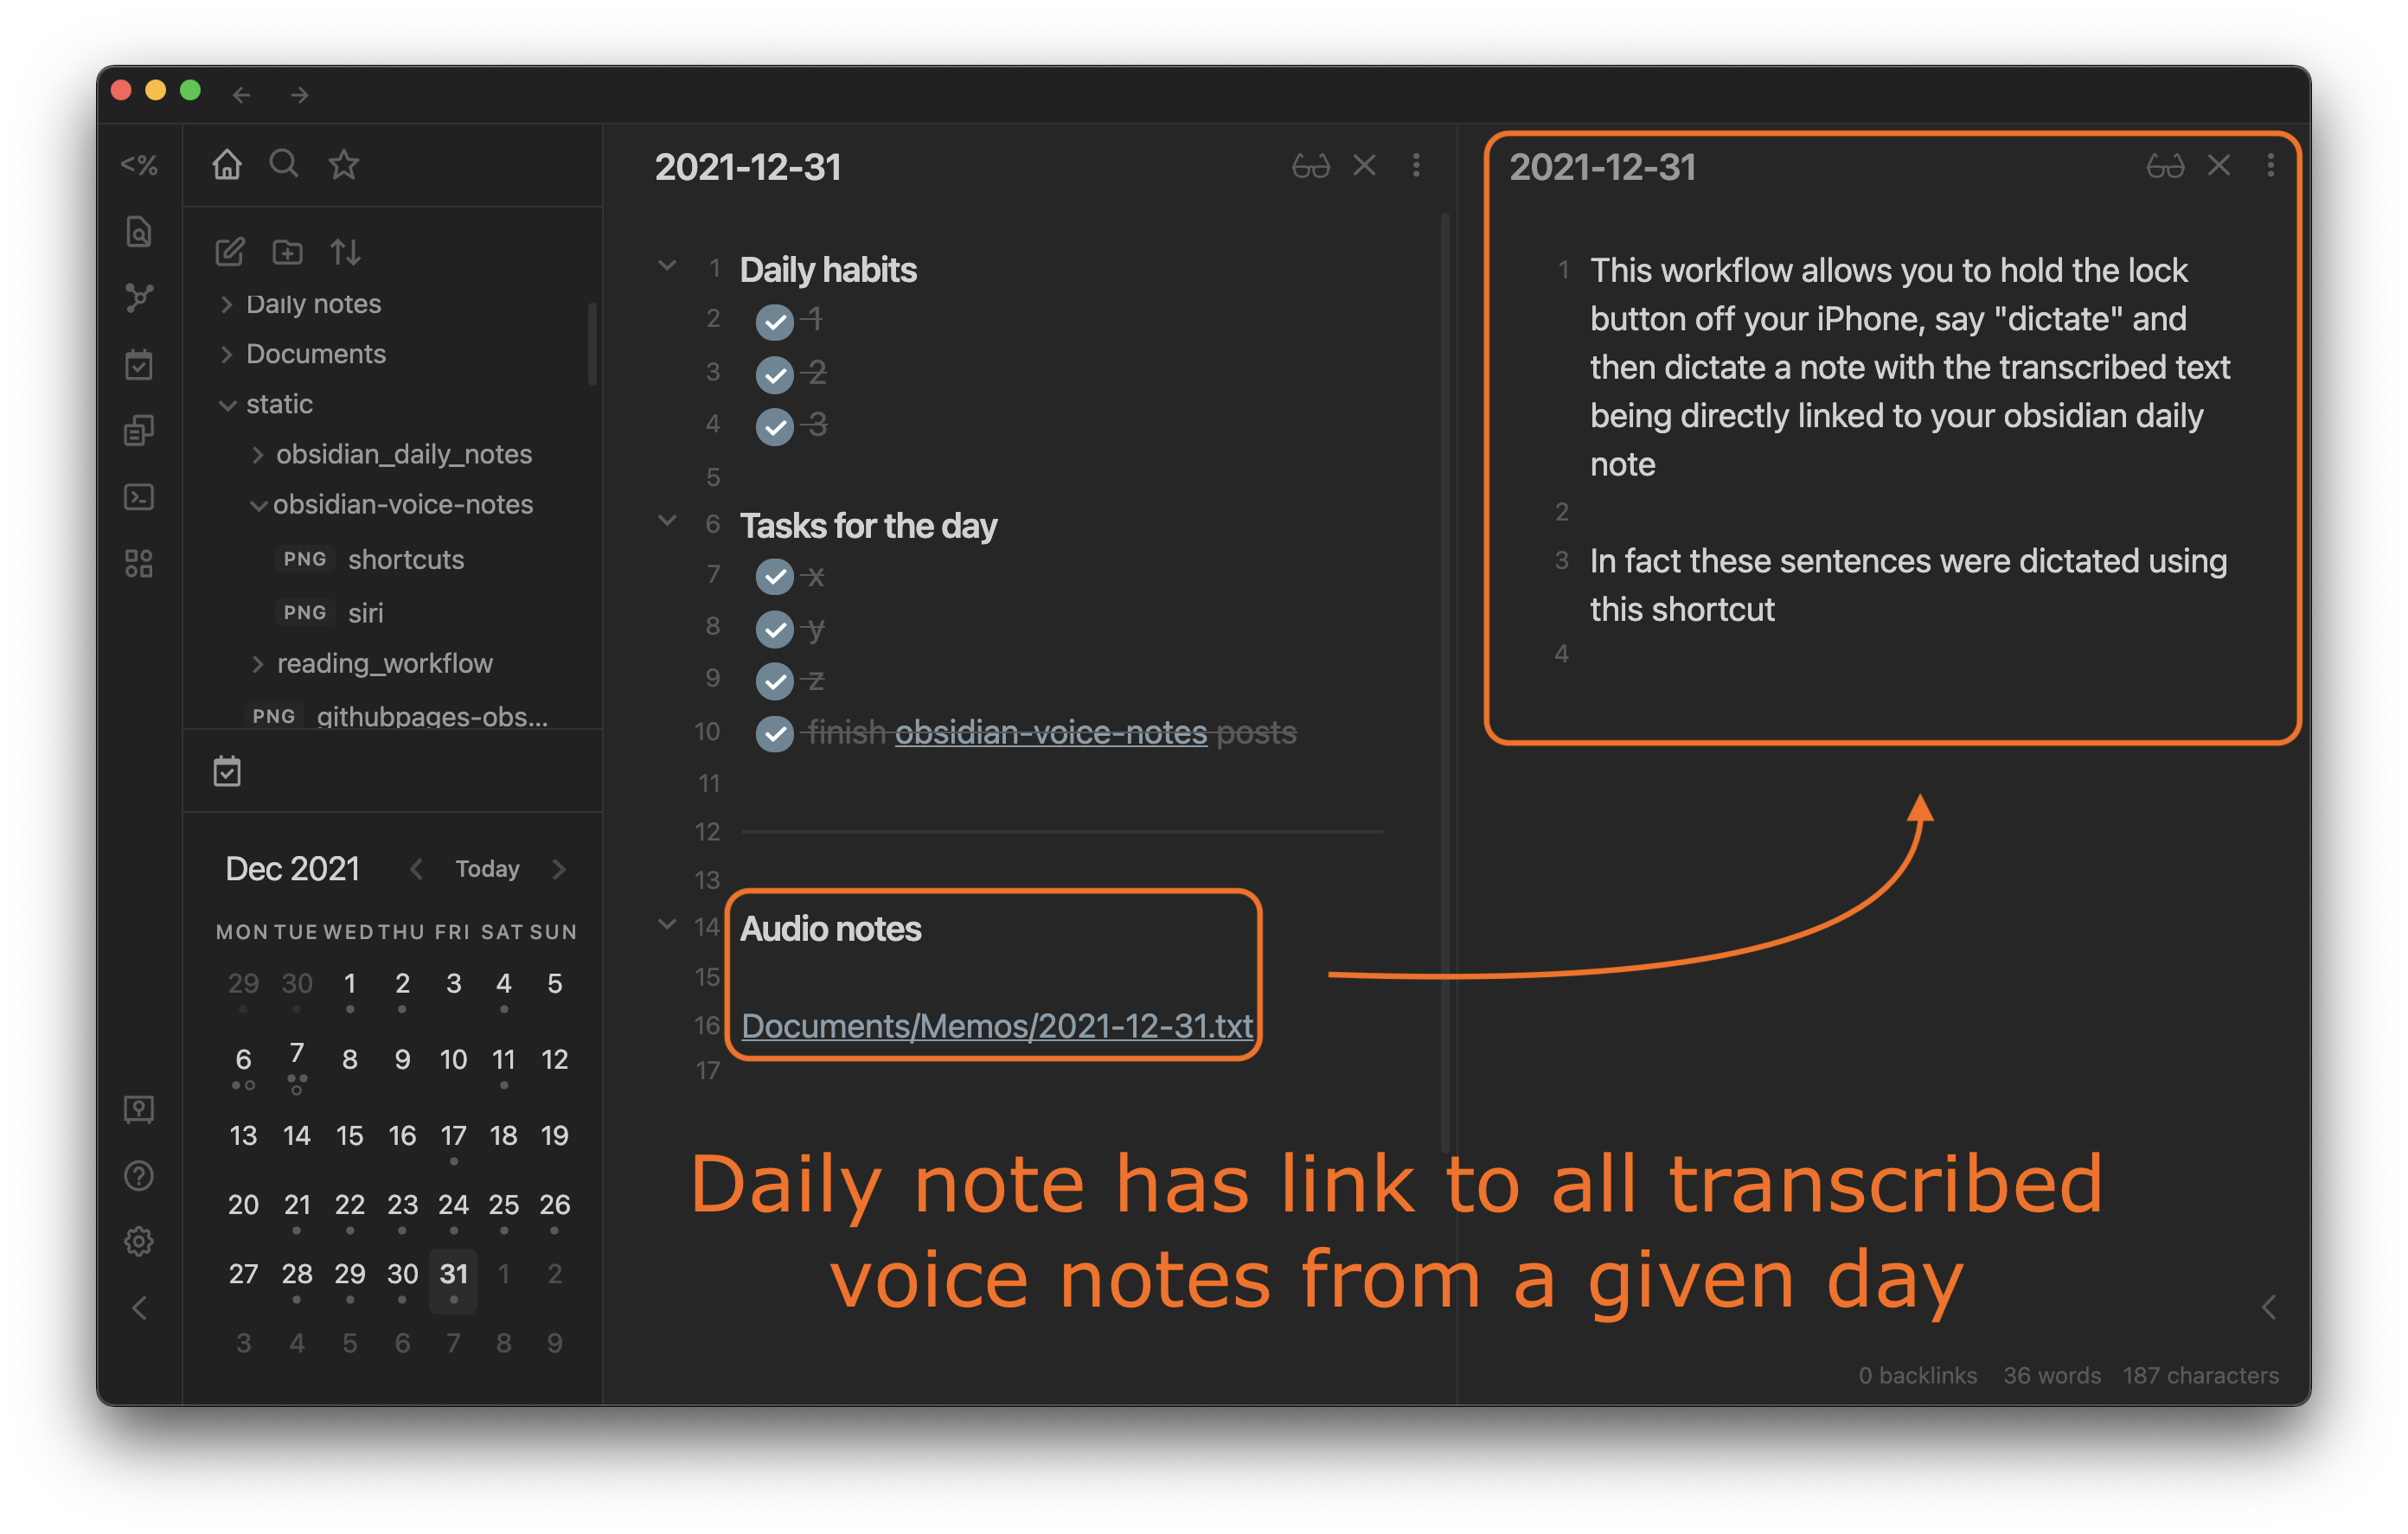 <%
Daily notes
Documents
static
obsidian_daily_notes
obsidian-voice-notes
PNG shortcuts
PNG siri
reading_workflow
PNG githubpages-obs...
Dec 2021 Today
MON TUE WED THU FRI SAT SUN
29 30 1 2 3 4 5
6 7 8 9 10 11 12
13 14 15 16 17 18 19
20 21 22 23 24 25 26
27 28 29 30 31 1 2
3 4 5 6 7 8 9
2021-12-31
1 Daily habits
2 1
3 2
4 3
5
6 Tasks for the day
7 x
8 y
9 z
10 finish obsidian-voice-notes posts
11
12
13
14 Audio notes
15
16 Documents/Memos/2021-12-31.txt
17
2021-12-31
1 This workflow allows you to hold the lock
button off your iPhone, say "dictate" and
then dictate a note with the transcribed text
being directly linked to your obsidian daily
note
2
3 In fact these sentences were dictated using
this shortcut
4
Daily note has link to all transcribed
voice notes from a given day
0 backlinks 36 words 187 characters